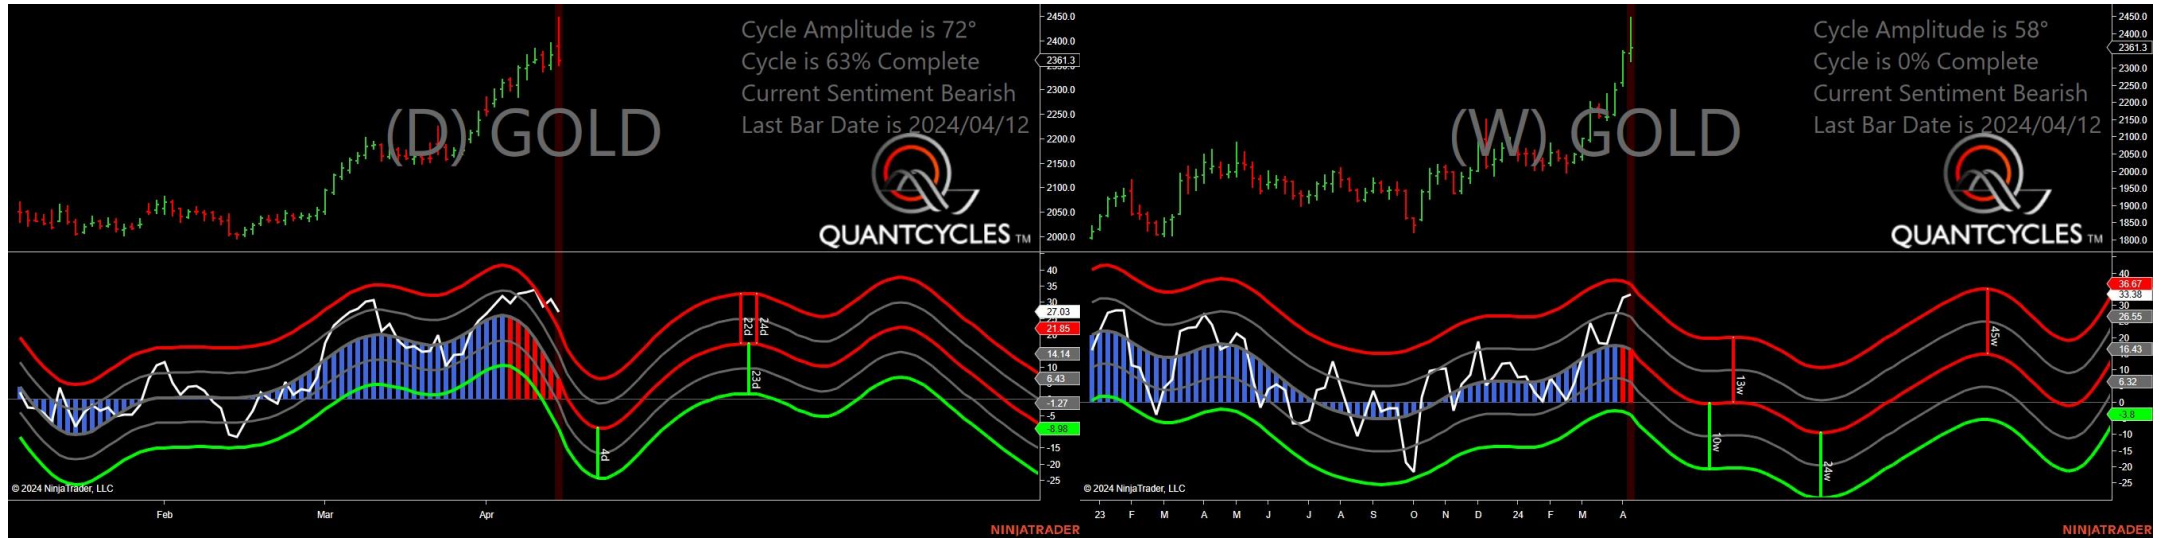 Cycle Amplitude is 72°
Cycle is 63% Complete
Current Sentiment Bearish
Last Bar Date is 2024/04/12
(D) GOLD
QUANTCYCLES TM
2450.0
2400.0
2361.3
2300.0
2250.0
2200.0
2150.0
2100.0
2050.0
2000.0
40
35
30
27.03
21.85
14.14
10
6.43
-1.27
-5
-8.98
-15
-20
-25
22d
24d
23d
4d
© 2024 NinjaTrader, LLC
Feb
Mar
Apr
NINJATRADER
Cycle Amplitude is 58°
Cycle is 0% Complete
Current Sentiment Bearish
Last Bar Date is 2024/04/12
(W) GOLD
QUANTCYCLES TM
2450.0
2400.0
2361.3
2300.0
2250.0
2200.0
2150.0
2100.0
2050.0
2000.0
1950.0
1900.0
1850.0
1800.0
40
36.67
33.38
26.55
20
16.43
10
6.32
0
-3.8
-10
-15
-20
-25
45w
13w
10w
24w
© 2024 NinjaTrader, LLC
23
F
M
A
M
J
J
A
S
O
N
D
24
F
M
A
NINJATRADER